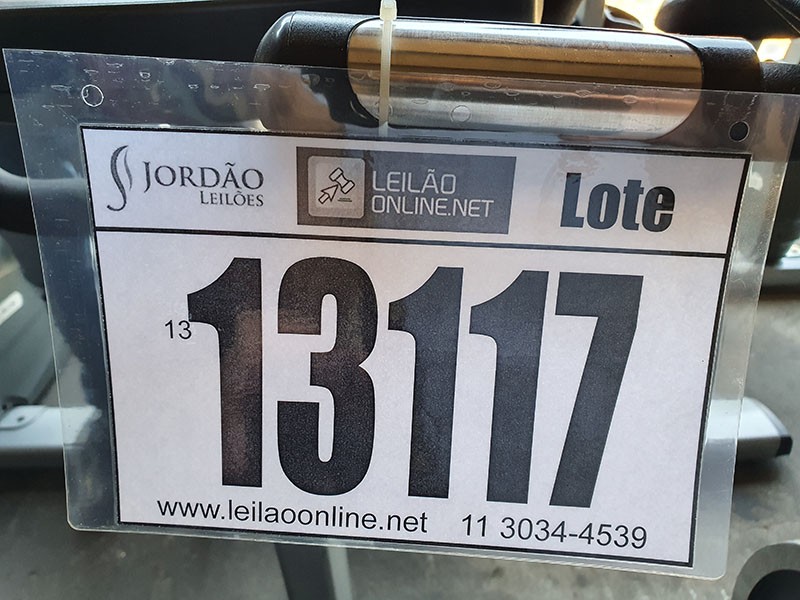 JORDÃO
LEILÕES
LEILÃO
ONLINE.NET
Lote
13
13117
www.leilaoonline.net 11 3034-4539